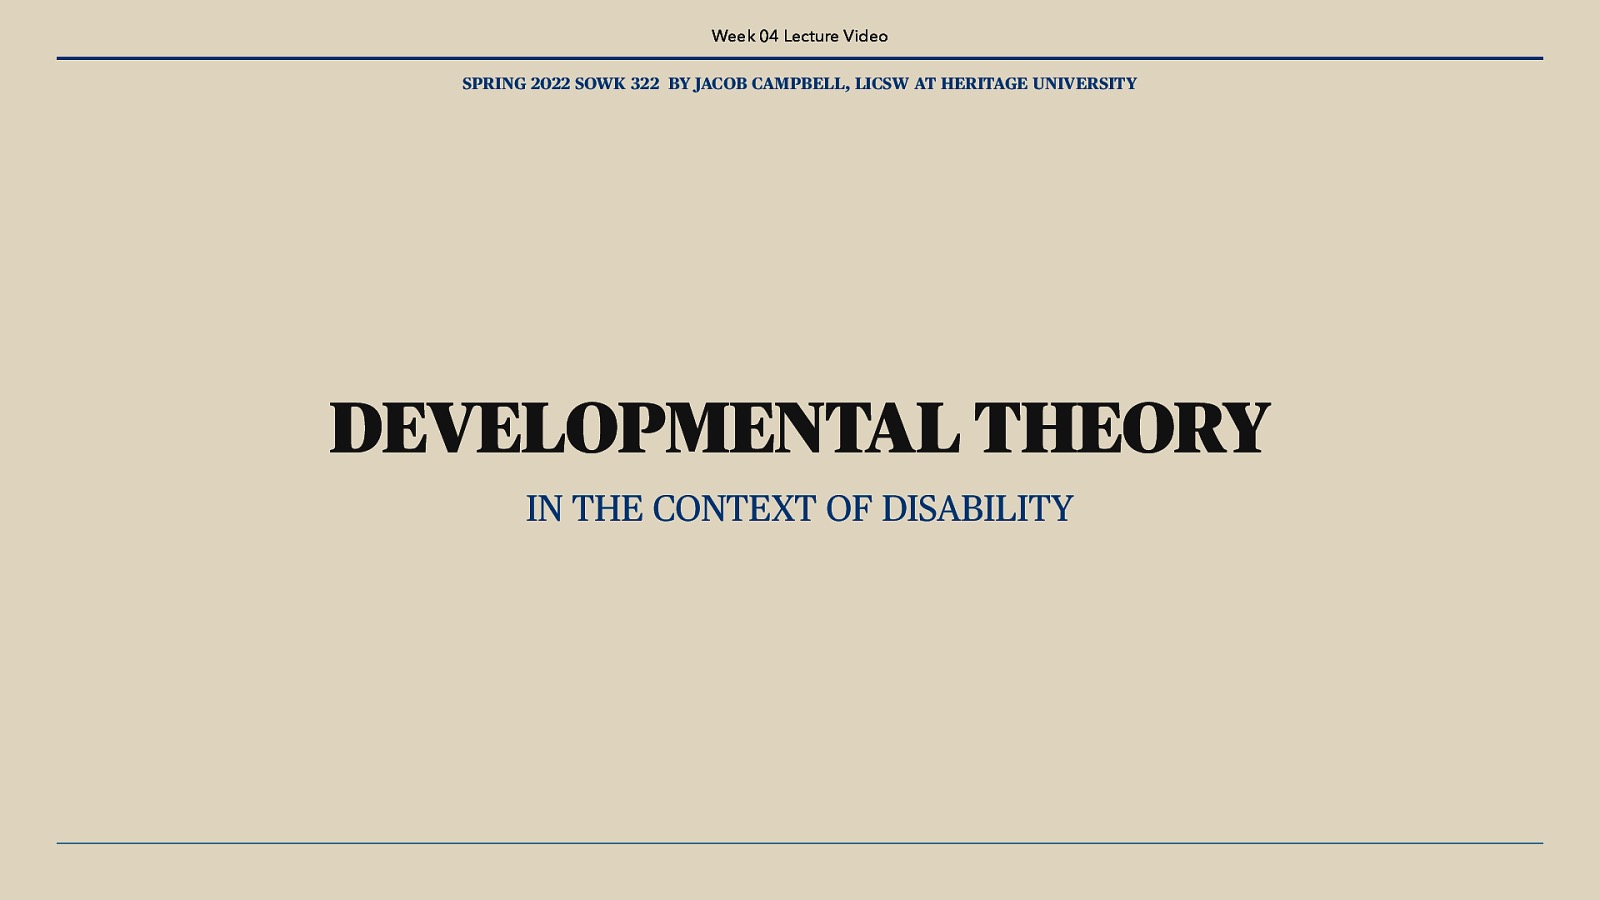 Week 04 Lecture Video
SPRING 2022 SOWK 322  BY JACOB CAMPBELL, LICSW AT HERITAGE UNIVERSITY
DEVELOPMENTAL THEORY
IN THE CONTEXT OF DISABILITY